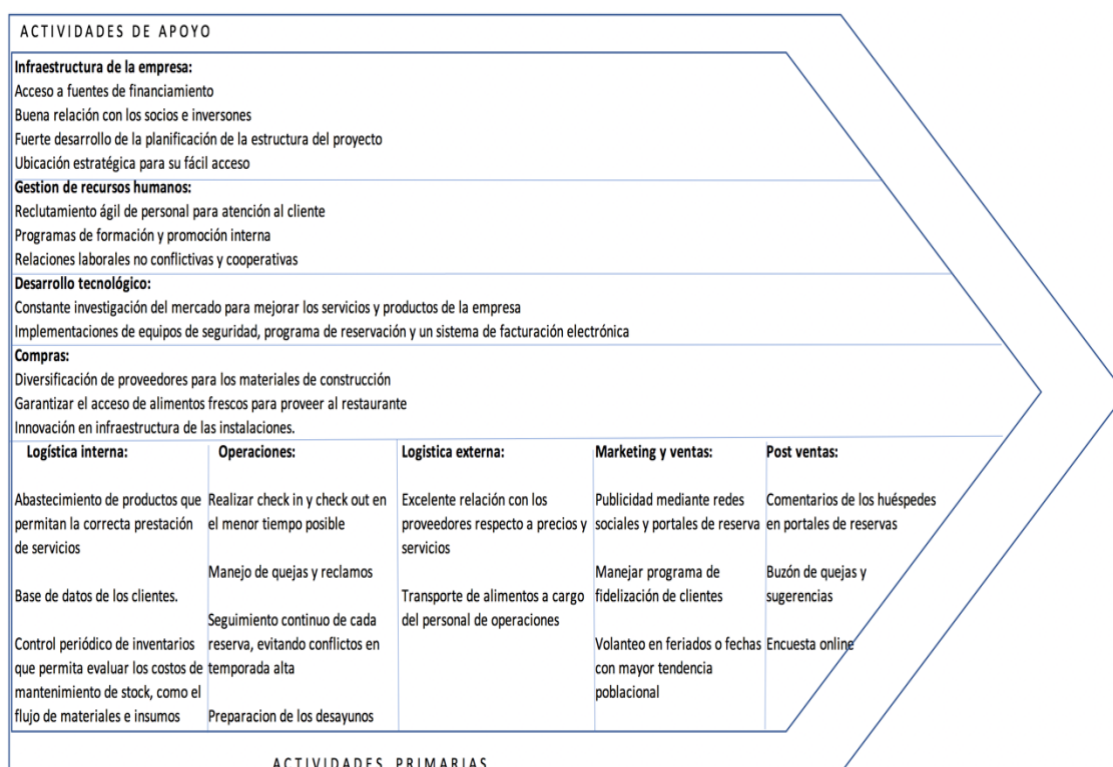 ACTIVIDADES DE APOYO
Infraestructura de la empresa:
Acceso a fuentes de financiamiento
Buena relación con los socios e inversones
Fuerte desarrollo de la planificación de la estructura del proyecto
Ubicación estratégica para su fácil acceso
Gestion de recursos humanos:
Reclutamiento ágil de personal para atención al cliente
Programas de formación y promoción interna
Relaciones laborales no conflictivas y cooperativas
Desarrollo tecnológico:
Constante investigación del mercado para mejorar los servicios y productos de la empresa
Implementaciones de equipos de seguridad, programa de reservación y un sistema de facturación electrónica
Compras:
Diversificación de proveedores para los materiales de construcción
Garantizar el acceso de alimentos frescos para proveer al restaurante
Innovación en infraestructura de las instalaciones.
Logística interna:
Abastecimiento de productos que
permitan la correcta prestación
de servicios
Base de datos de los clientes.
Control periódico de inventarios
que permita evaluar los costos de
mantenimiento de stock, como el
flujo de materiales e insumos
Operaciones:
Realizar check in y check out en
el menor tiempo posible
Manejo de quejas y reclamos
Seguimiento continuo de cada
reserva, evitando conflictos en
temporada alta
Preparacion de los desayunos
Logistica externa:
Excelente relación con los
proveedores respecto a precios y
servicios
Transporte de alimentos a cargo
del personal de operaciones
Marketing y ventas:
Publicidad mediante redes
sociales y portales de reserva
Manejar programa de
fidelización de clientes
Volanteo en feriados o fechas
con mayor tendencia
poblacional
Post ventas:
Comentarios de los huéspedes
en portales de reservas
Buzón de quejas y
sugerencias
Encuesta online
ACTIVIDADES PRIMARIAS